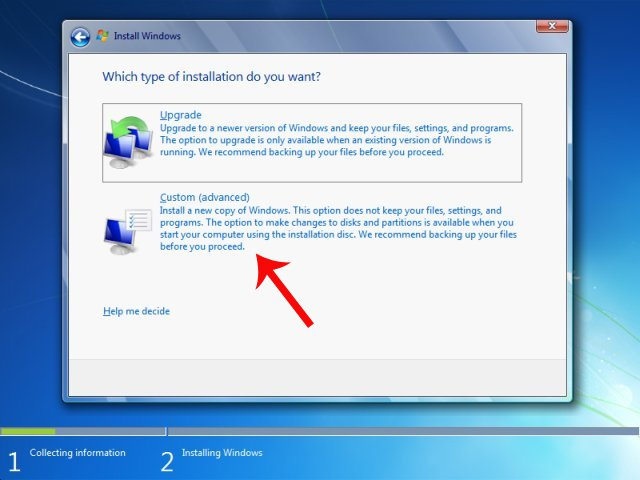 Install Windows
Which type of installation do you want?
Upgrade
Upgrade to a newer version of Windows and keep your files, settings, and programs.
The option to upgrade is only available when an existing version of Windows is
running. We recommend backing up your files before you proceed.
Custom (advanced)
Install a new copy of Windows. This option does not keep your files, settings, and
programs. The option to make changes to disks and partitions is available when you
start your computer using the installation disc. We recommend backing up your files
before you proceed.
Help me decide
1 Collecting information
2 Installing Windows